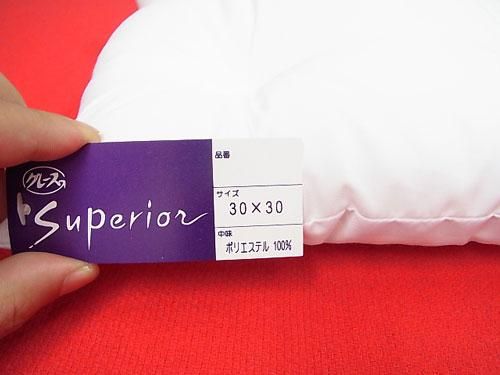 グレースの
Superior
品番
サイズ
30×30
中味
ポリエステル 100%